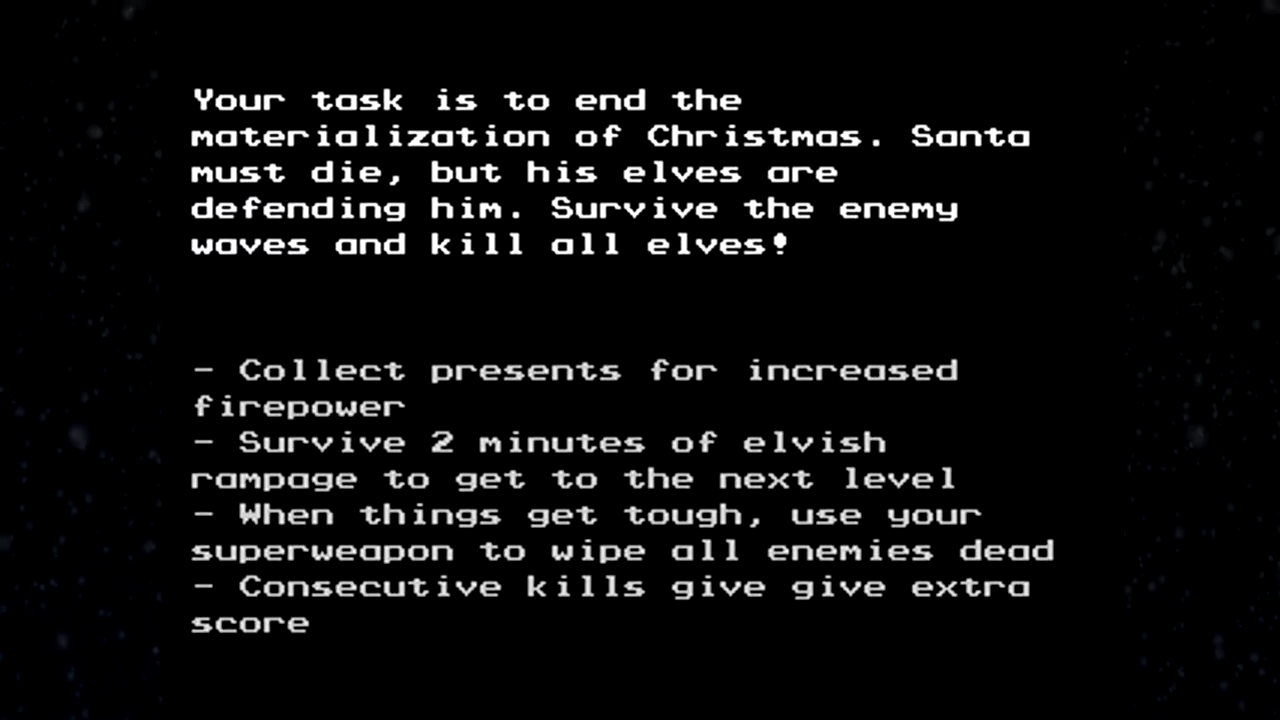 Your task is to end the
materialization of Christmas. Santa
must die, but his elves are
defending him. Survive the enemy
waves and kill all elves!
- Collect presents for increased
firepower
- Survive 2 minutes of elvish
rampage to get to the next level
- When things get tough, use your
superweapon to wipe all enemies dead
- Consecutive kills give give extra
score